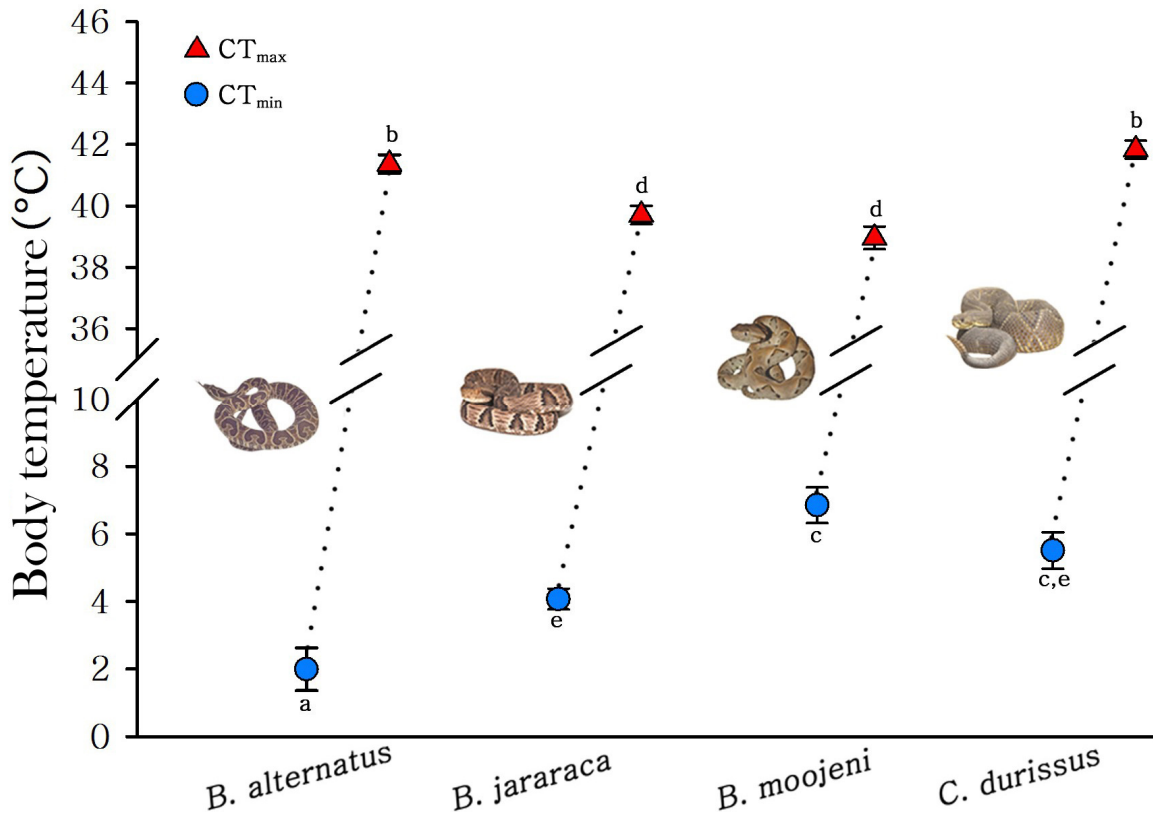 Body temperature (°C)
46
44
42
40
38
36
10
8
6
4
2
0
CTmax
CTmin
b
d
d
b
a
e
c
c,e
B. alternatus
B. jararaca
B. moojeni
C. durissus